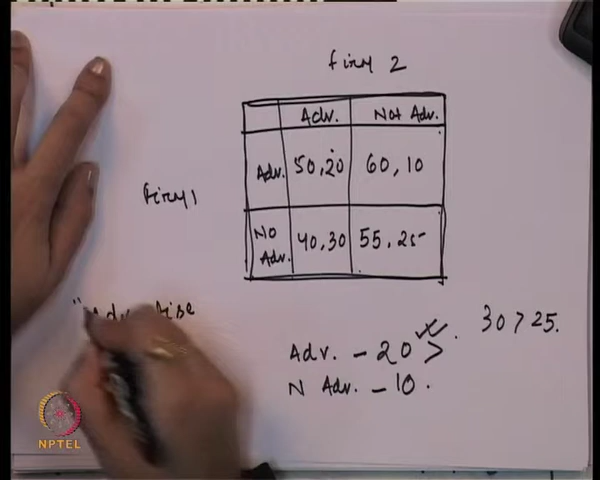 Firm 2
Adv. Not Adv.
Adv. 50,20 60,10
Firm 1
No Adv. 40,30 55,25
Adv. - 20 > 30 > 25.
N Adv. - 10.
NPTEL